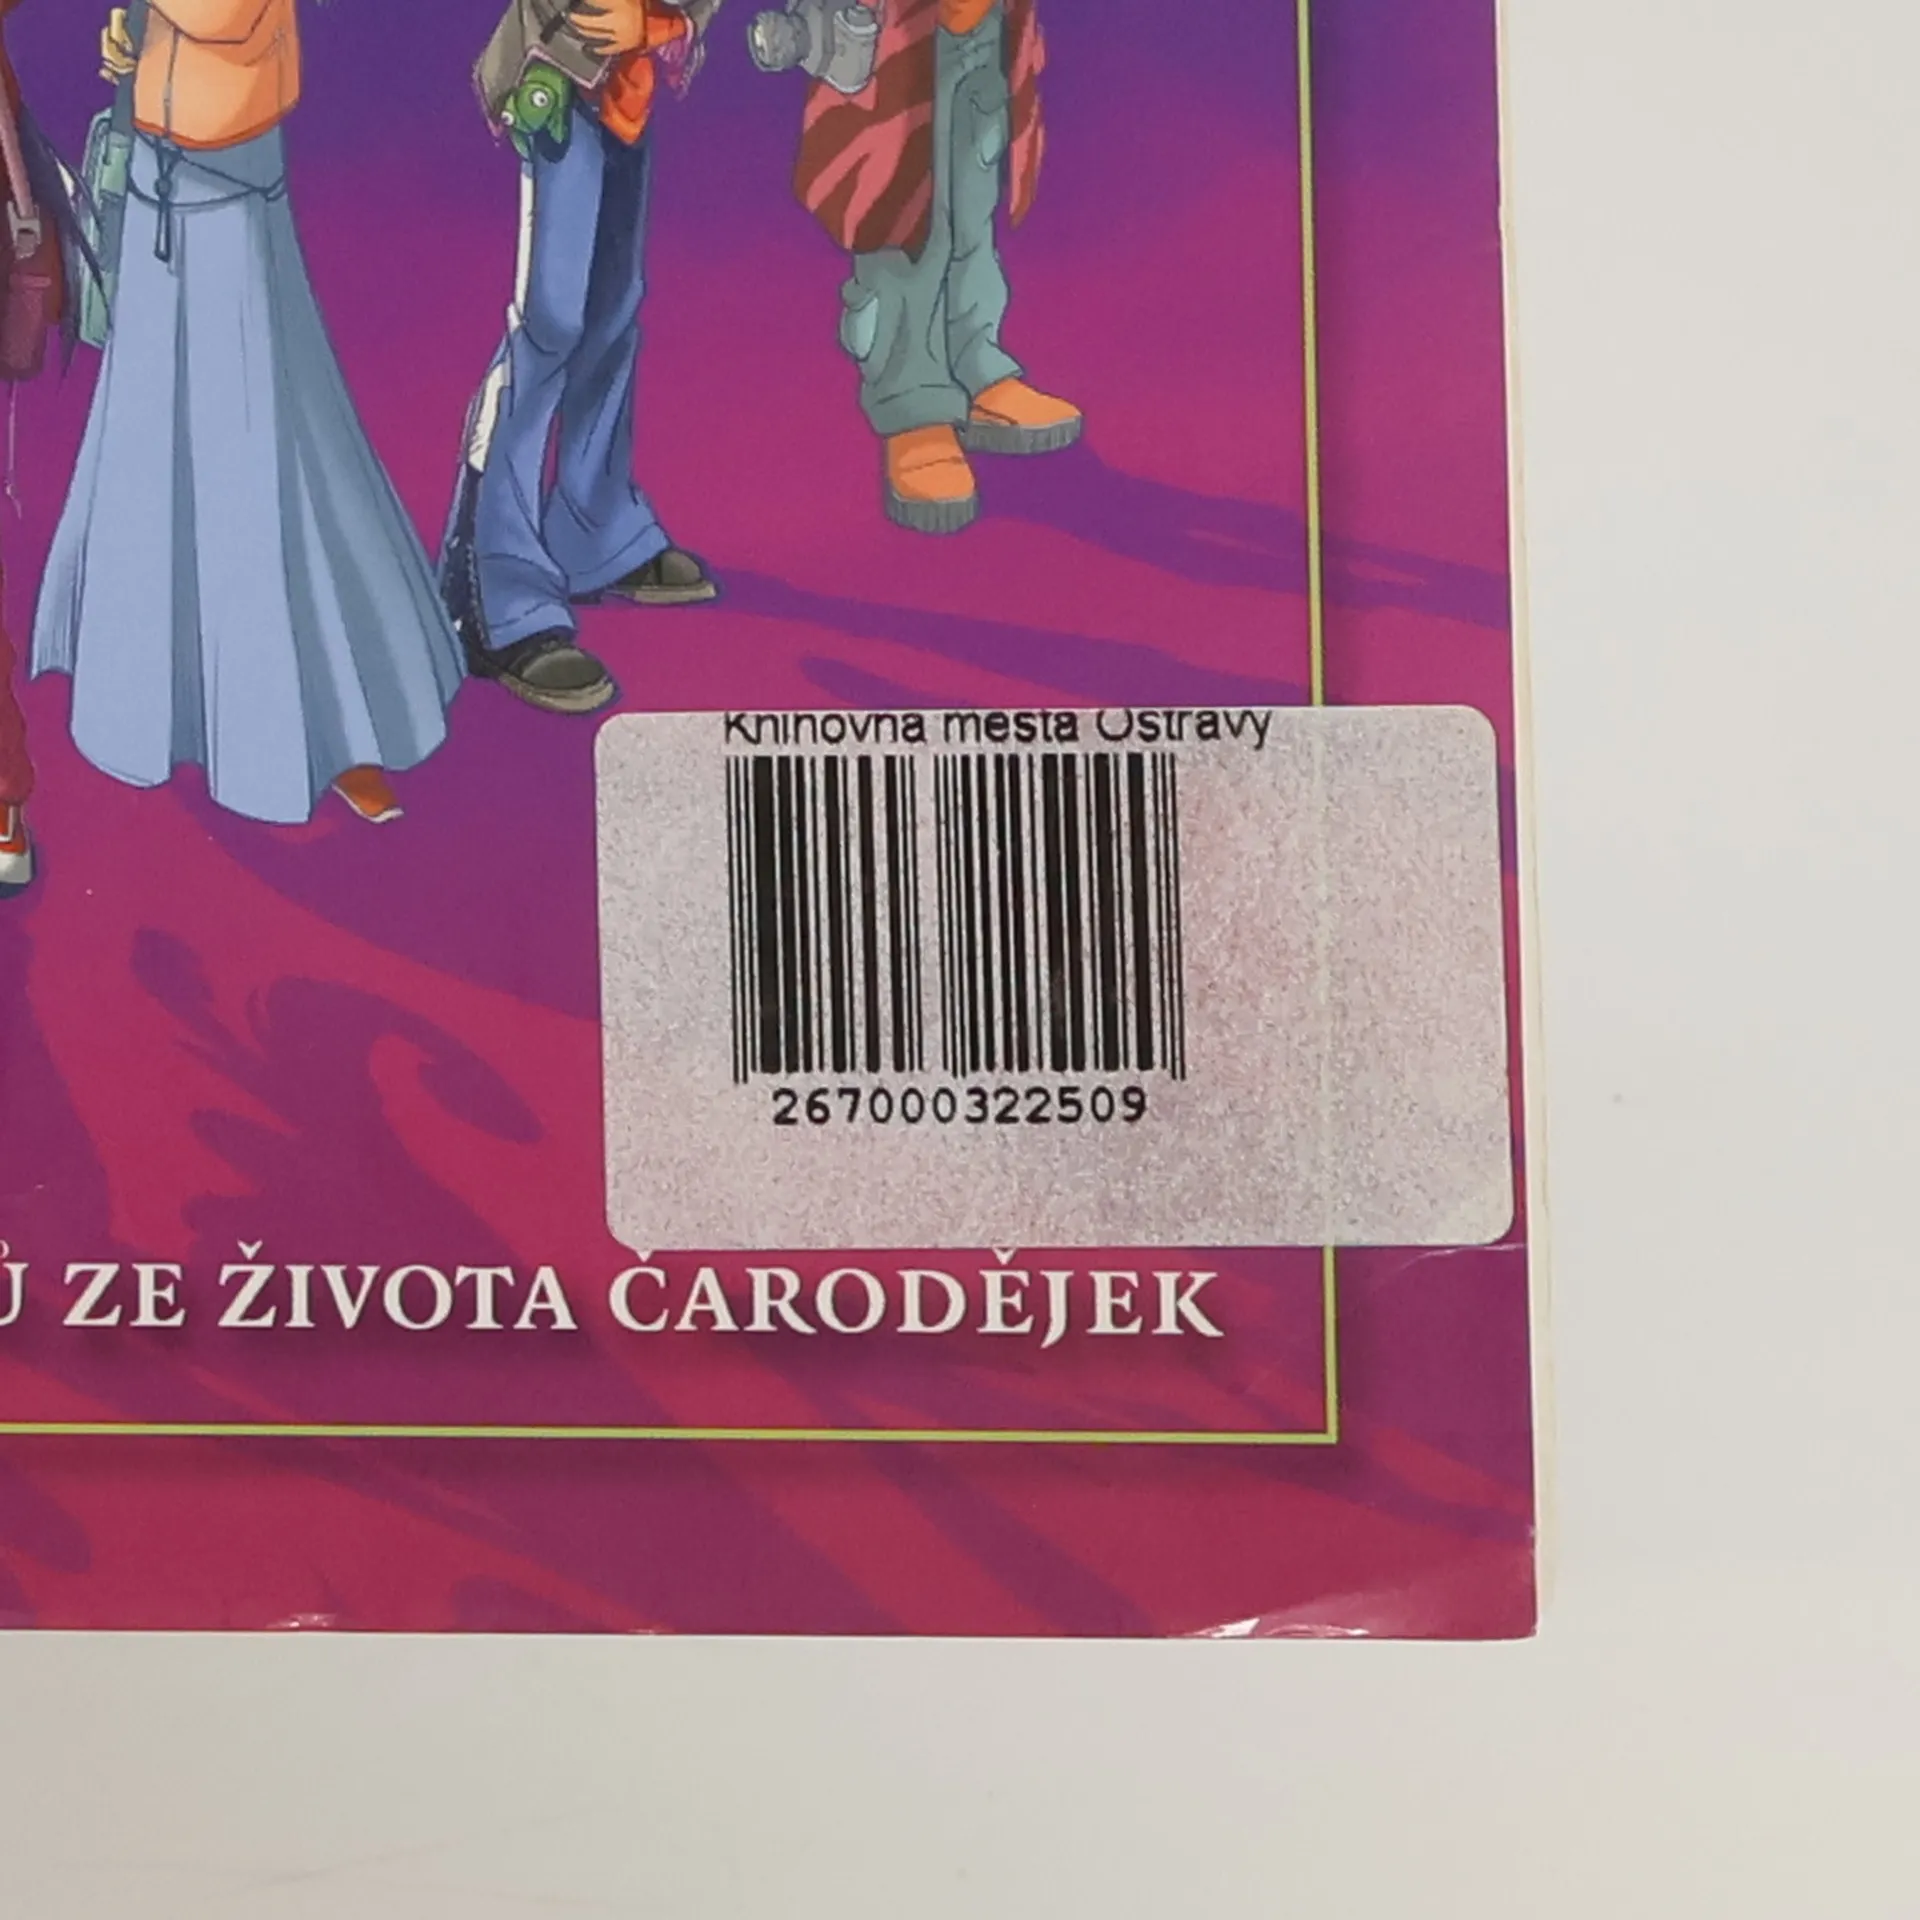 Knihovna města Ostravy
267000322509
Ů ZE ŽIVOTA ČARODĚJEK